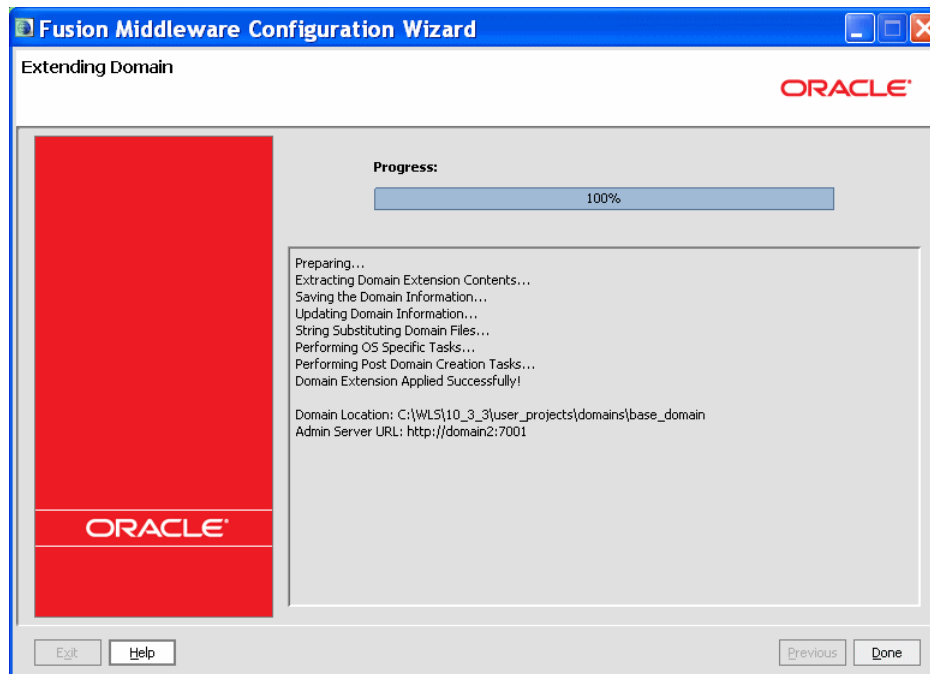 Fusion Middleware Configuration Wizard
Extending Domain
ORACLE
Progress:
100%
Preparing...
Extracting Domain Extension Contents...
Saving the Domain Information...
Updating Domain Information...
String Substituting Domain Files...
Performing OS Specific Tasks...
Performing Post Domain Creation Tasks...
Domain Extension Applied Successfully!
Domain Location: C:\WLS\10_3_3\user_projects\domains\base_domain
Admin Server URL: http://domain2:7001
ORACLE
Exit Help Previous Done